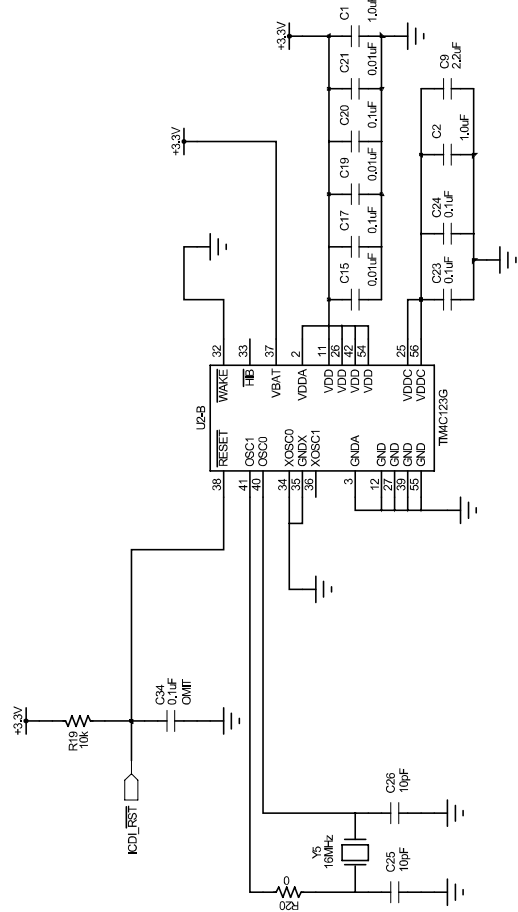 +3.3V
C1
1.0uF
C21
0.01uF
C20
0.1uF
C19
0.01uF
C17
0.1uF
C15
0.01uF
C9
2.2uF
C2
1.0uF
C24
0.1uF
C23
0.1uF
+3.3V
U2-B
32 WAKE
33 HIB
37 VBAT
2 VDDA
11 VDD
26 VDD
42 VDD
54 VDD
25 VDDC
56 VDDC
38 RESET
41 OSC1
40 OSC0
34 XOSC0
35 GNDX
36 XOSC1
3 GNDA
12 GND
27 GND
39 GND
55 GND
TM4C123G
+3.3V
R19
10k
C34
0.1uF
OMIT
ICDI_RST
R20
0
Y5
16MHz
C25
10pF
C26
10pF